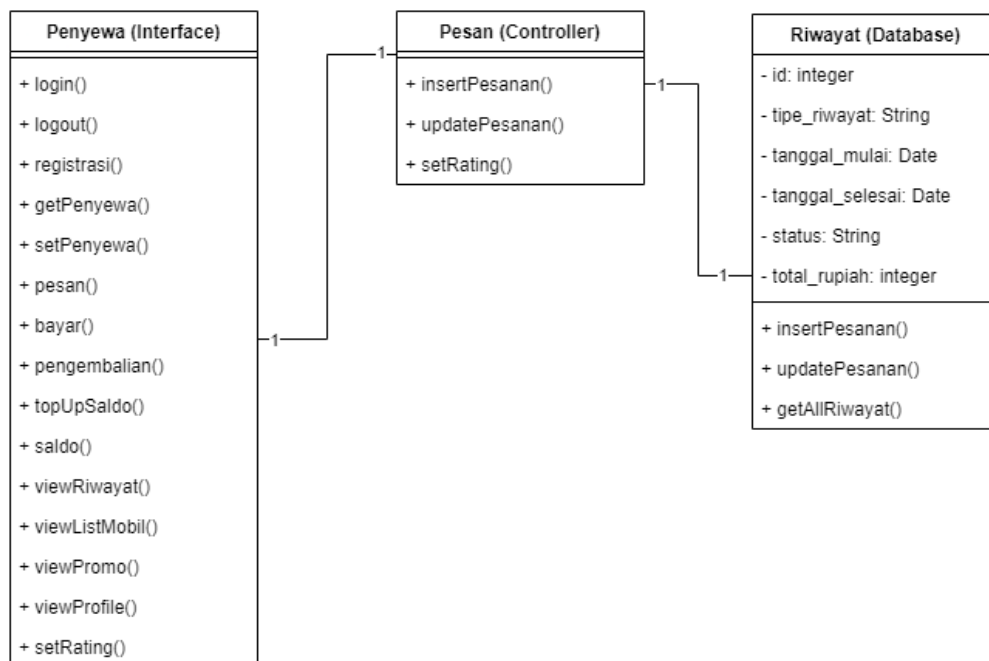 Penyewa (Interface)
+ login()
+ logout()
+ registrasi()
+ getPenyewa()
+ setPenyewa()
+ pesan()
+ bayar()
+ pengembalian()
+ topUpSaldo()
+ saldo()
+ viewRiwayat()
+ viewListMobil()
+ viewPromo()
+ viewProfile()
+ setRating()
1
1
Pesan (Controller)
+ insertPesanan()
+ updatePesanan()
+ setRating()
1
1
Riwayat (Database)
- id: integer
- tipe_riwayat: String
- tanggal_mulai: Date
- tanggal_selesai: Date
- status: String
- total_rupiah: integer
+ insertPesanan()
+ updatePesanan()
+ getAllRiwayat()